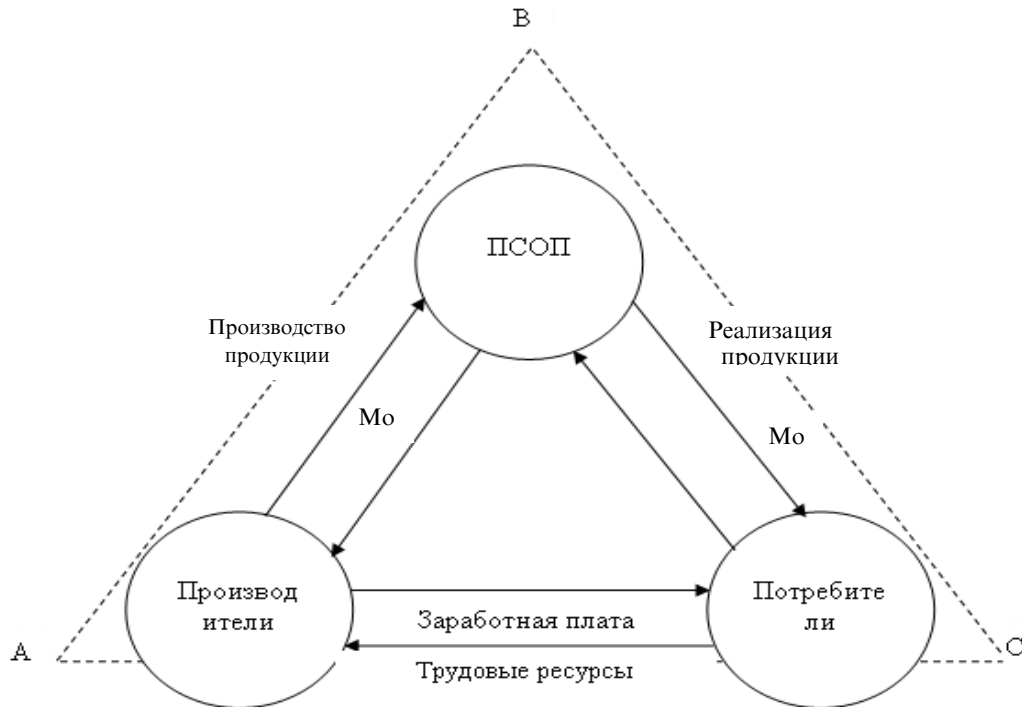 B
ПСОП
Производство
продукции
Реализация
продукции
Мо
Мо
Производ
ители
Потребите
ли
Заработная плата
A
C
Трудовые ресурсы